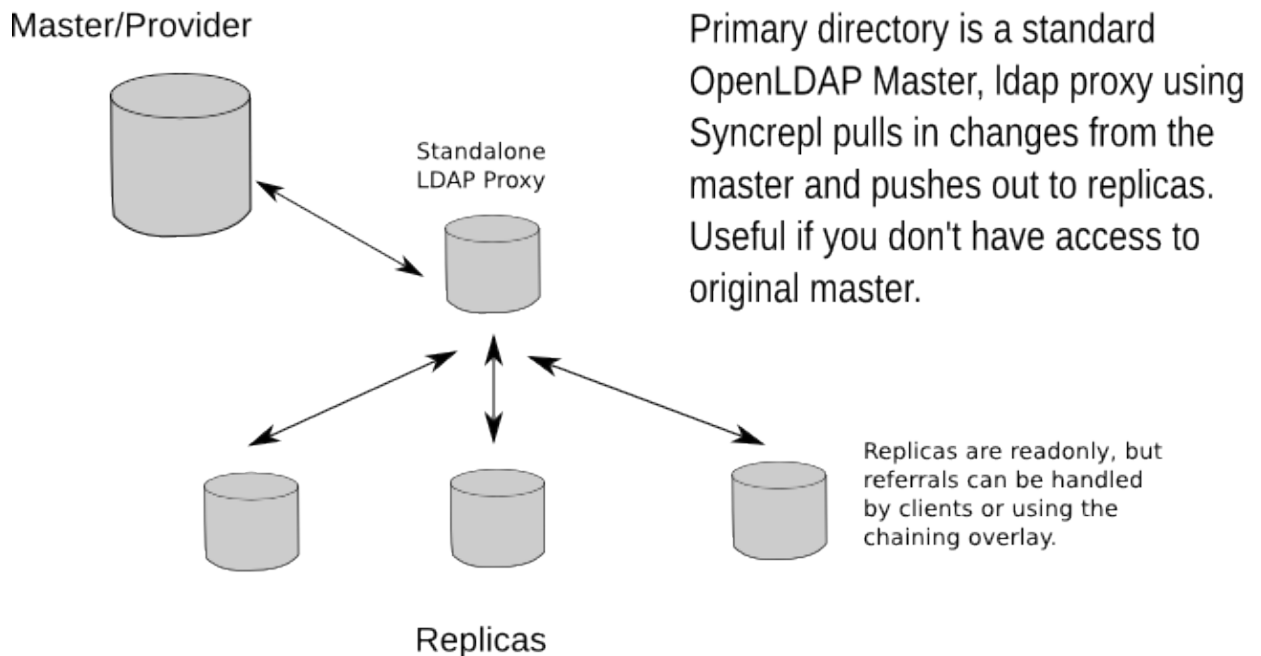 Master/Provider
Primary directory is a standard
OpenLDAP Master, ldap proxy using
Syncrepl pulls in changes from the
master and pushes out to replicas.
Useful if you don't have access to
original master.
Standalone
LDAP Proxy
Replicas are readonly, but
referrals can be handled
by clients or using the
chaining overlay.
Replicas